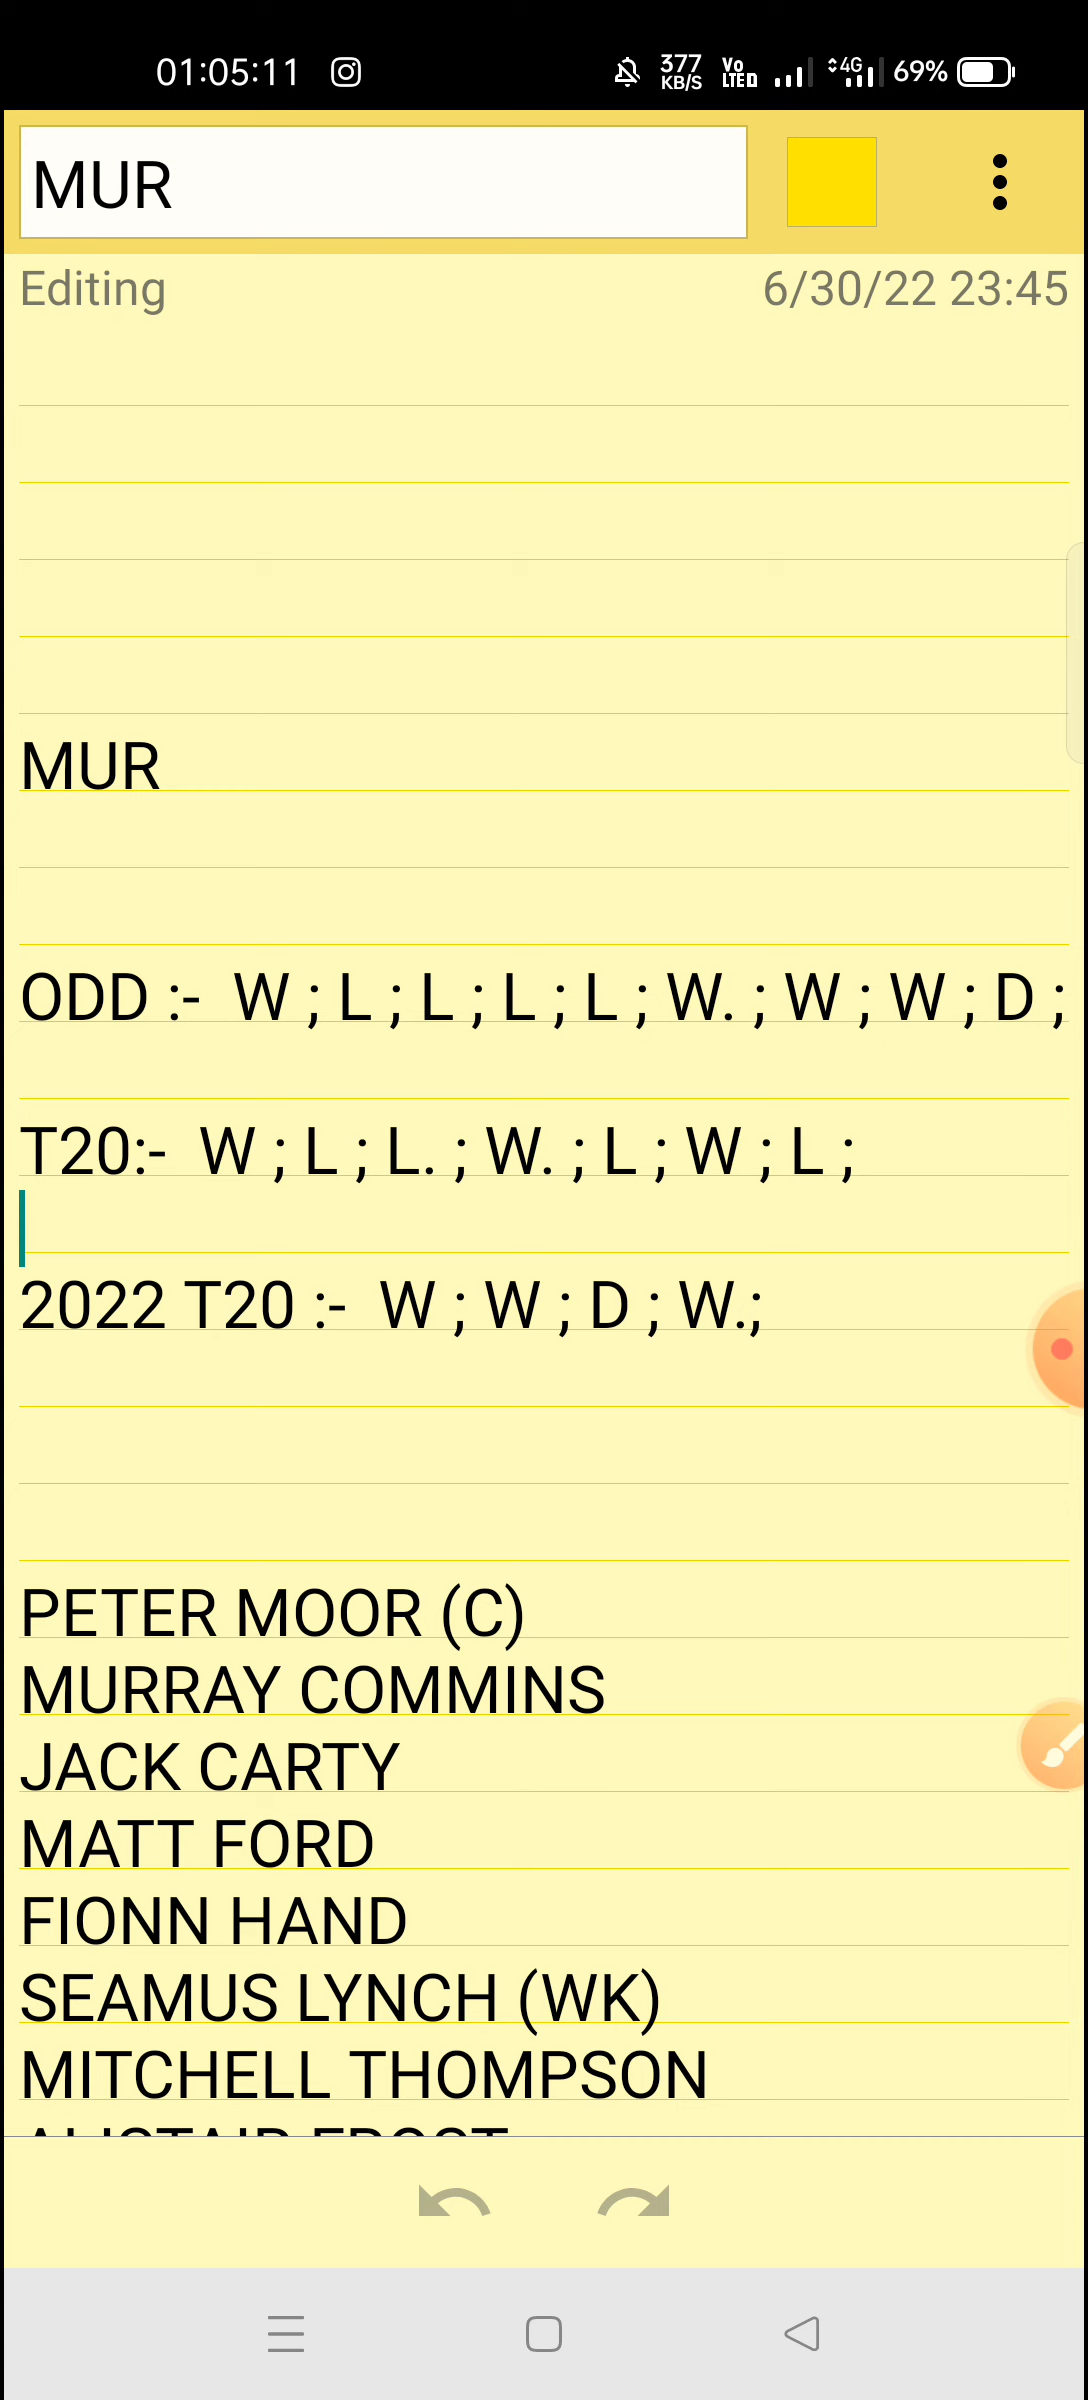 01:05:11 377 KB/S Vo LTED 4G 69%
MUR
Editing 6/30/22 23:45
MUR
ODD :- W ; L ; L ; L ; L ; W. ; W ; W ; D ;
T20:- W ; L ; L. ; W. ; L ; W ; L ;
2022 T20 :- W ; W ; D ; W.;
PETER MOOR (C)
MURRAY COMMINS
JACK CARTY
MATT FORD
FIONN HAND
SEAMUS LYNCH (WK)
MITCHELL THOMPSON